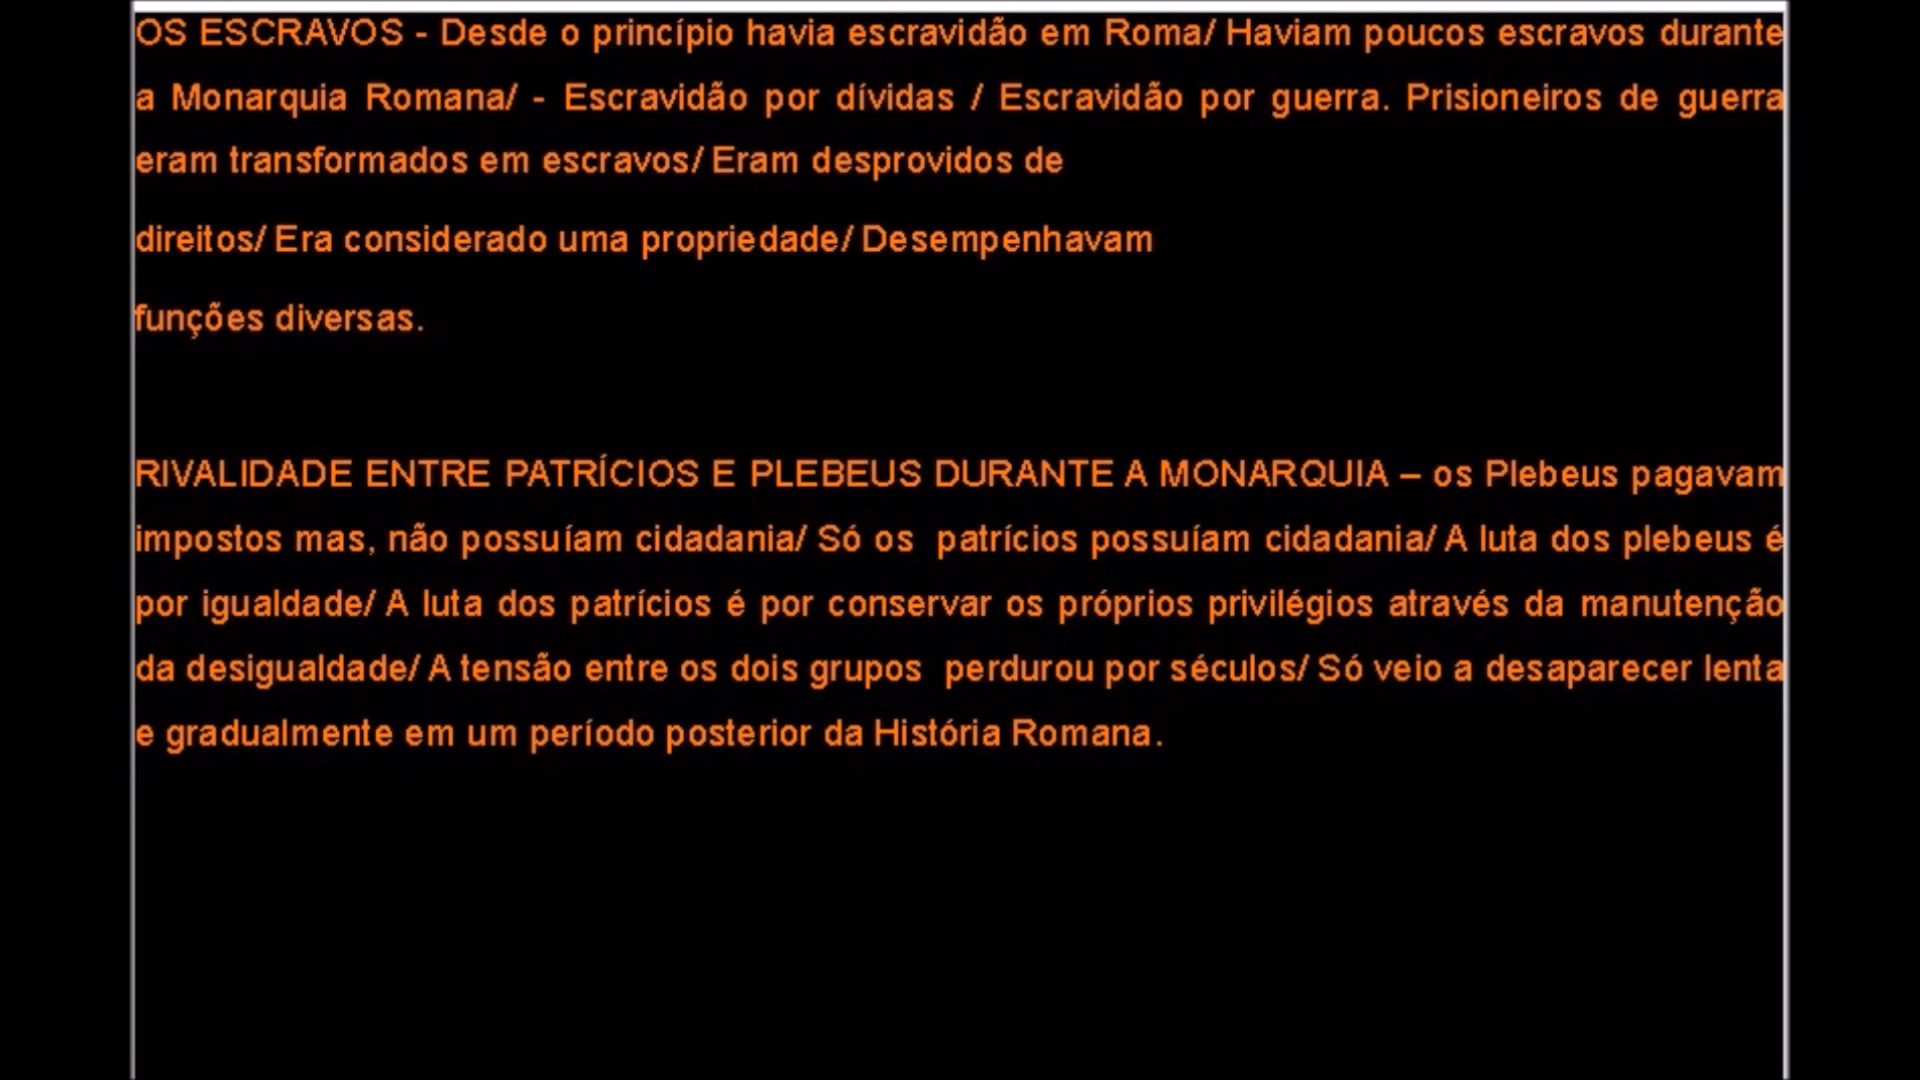 OS ESCRAVOS - Desde o princípio havia escravidão em Roma/ Haviam poucos escravos durante
a Monarquia Romana/ - Escravidão por dívidas / Escravidão por guerra. Prisioneiros de guerra
eram transformados em escravos/ Eram desprovidos de
direitos/ Era considerado uma propriedade/ Desempenhavam
funções diversas.
RIVALIDADE ENTRE PATRÍCIOS E PLEBEUS DURANTE A MONARQUIA – os Plebeus pagavam
impostos mas, não possuíam cidadania/ Só os patrícios possuíam cidadania/ A luta dos plebeus é
por igualdade/ A luta dos patrícios é por conservar os próprios privilégios através da manutenção
da desigualdade/ A tensão entre os dois grupos perdurou por séculos/ Só veio a desaparecer lenta
e gradualmente em um período posterior da História Romana.